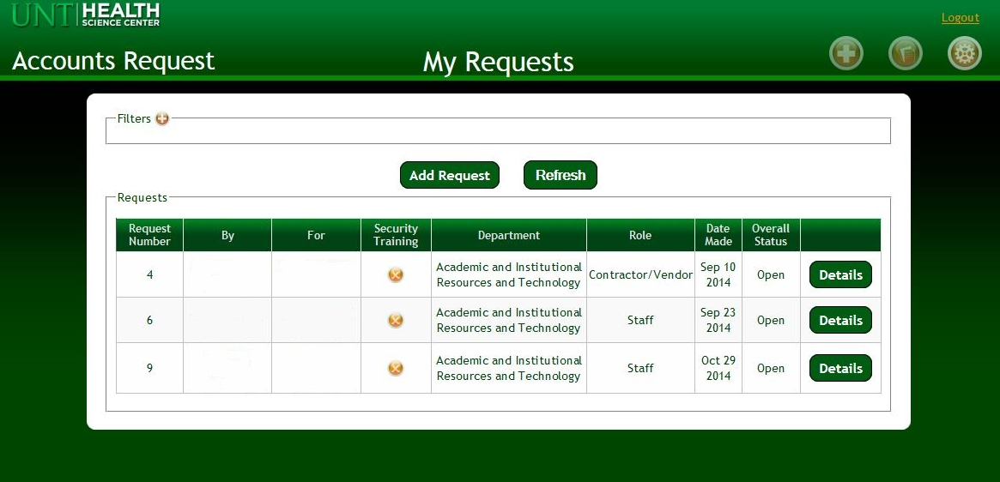 UNT HEALTH
SCIENCE CENTER
Logout
Accounts Request
My Requests
Filters
Add Request
Refresh
Requests
Request Number
By
For
Security Training
Department
Role
Date Made
Overall Status
4
Academic and Institutional
Resources and Technology
Contractor/Vendor
Sep 10
2014
Open
Details
6
Academic and Institutional
Resources and Technology
Staff
Sep 23
2014
Open
Details
9
Academic and Institutional
Resources and Technology
Staff
Oct 29
2014
Open
Details